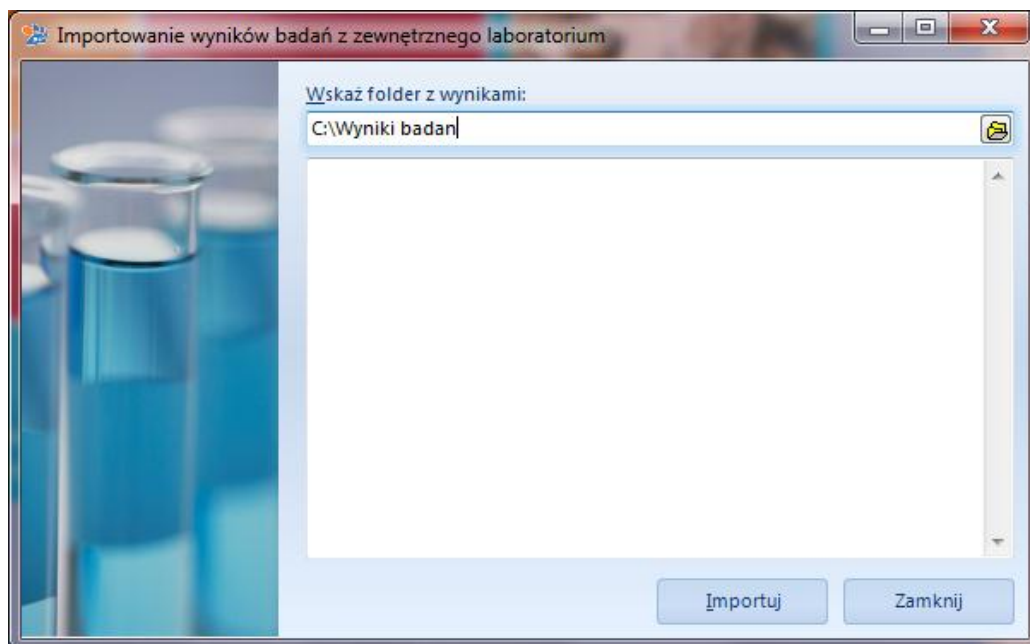 Importowanie wyników badań z zewnętrznego laboratorium
Wskaż folder z wynikami:
C:\Wyniki badan
Importuj
Zamknij